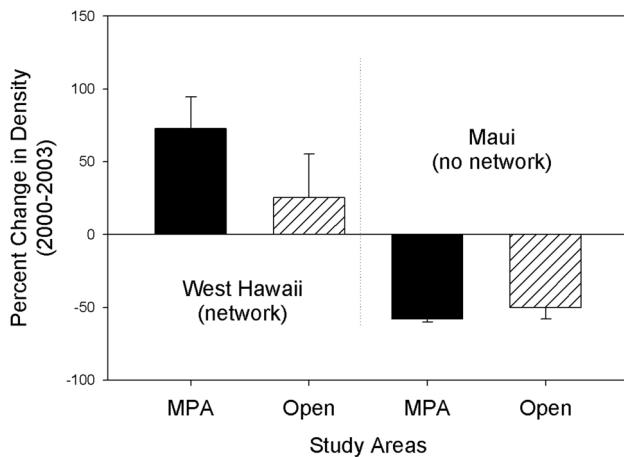 Percent Change in Density
(2000-2003)
150
100
50
0
-50
-100
Maui
(no network)
West Hawaii
(network)
MPA
Open
MPA
Open
Study Areas